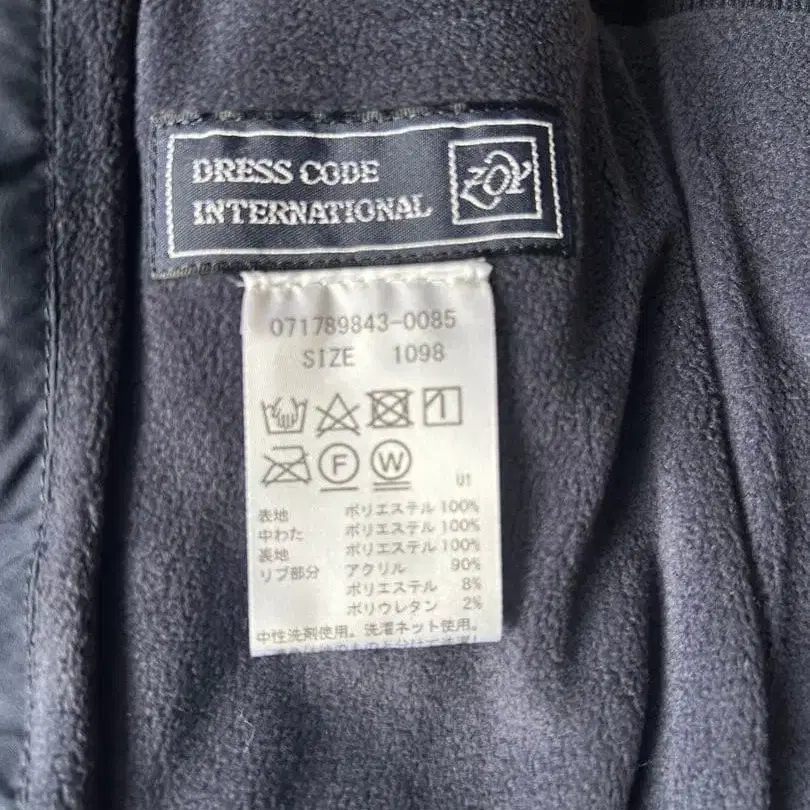 DRESS CODE
INTERNATIONAL
ZOY
071789843-0085
SIZE 1098
F W
U1
表地 ポリエステル 100%
中わた ポリエステル 100%
裏地 ポリエステル 100%
リブ部分 アクリル 90%
ポリエステル 8%
ポリウレタン 2%
中性洗剤使用。洗濯ネット使用。